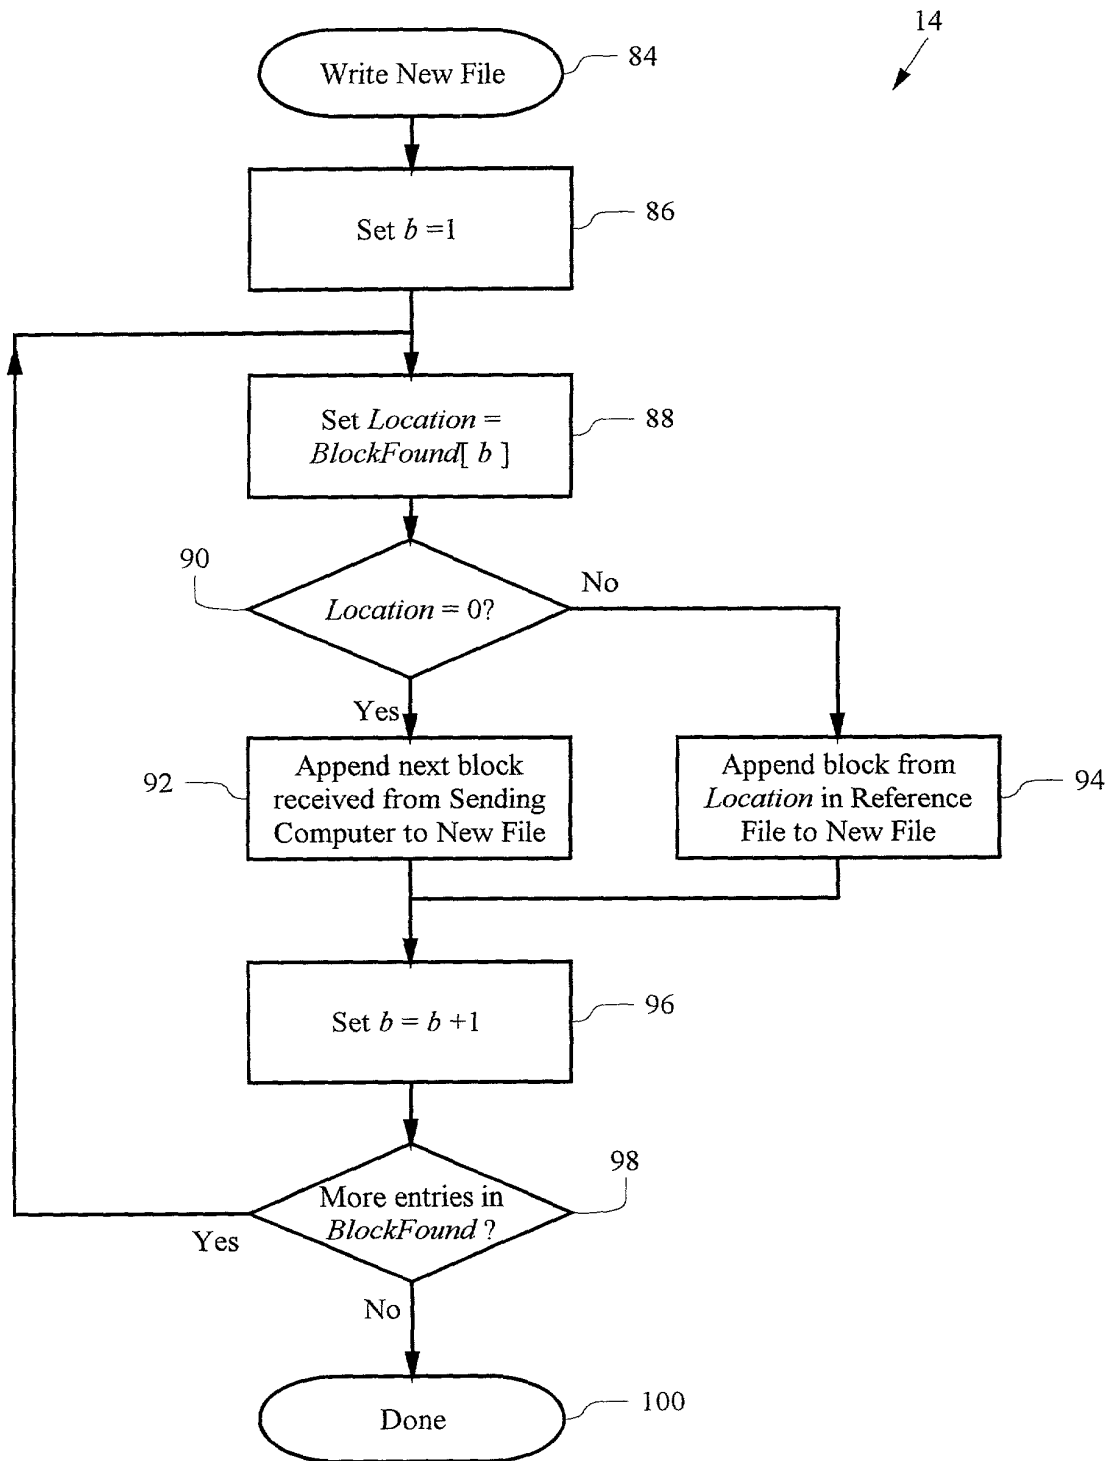 14
Write New File
84
Set b =1
86
Set Location =
BlockFound[ b ]
88
90
Location = 0?
No
Yes
92
Append next block
received from Sending
Computer to New File
Append block from
Location in Reference
File to New File
94
Set b = b +1
96
More entries in
BlockFound ?
98
Yes
No
Done
100